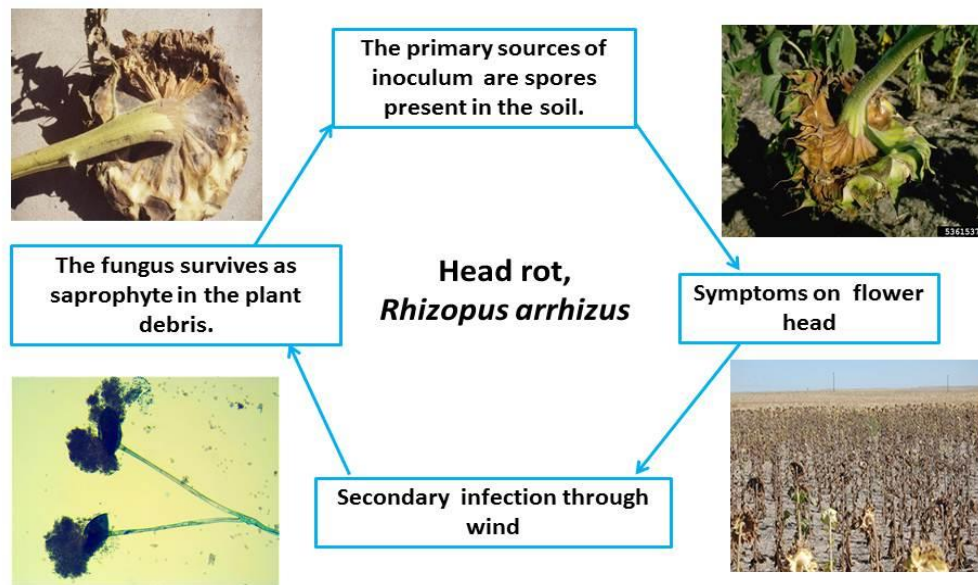 The primary sources of
inoculum are spores
present in the soil.
5361537
The fungus survives as
saprophyte in the plant
debris.
Head rot,
Rhizopus arrhizus
Symptoms on flower
head
Secondary infection through
wind